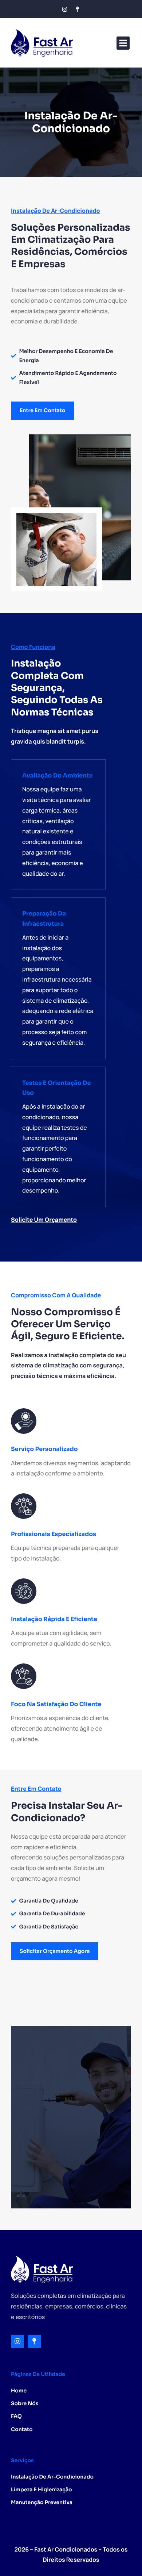 Fast Ar
Engenharia
Instalação De Ar-
Condicionado
Instalação De Ar-Condicionado
Soluções Personalizadas
Em Climatização Para
Residências, Comércios
E Empresas
Trabalhamos com todos os modelos de ar-
condicionado e contamos com uma equipe
especialista para garantir eficiência,
economia e durabilidade.
Melhor Desempenho E Economia De
Energia
Atendimento Rápido E Agendamento
Flexível
Entre Em Contato
Como Funciona
Instalação
Completa Com
Segurança,
Seguindo Todas As
Normas Técnicas
Tristique magna sit amet purus
gravida quis blandit turpis.
Avaliação Do Ambiente
Nossa equipe faz uma
visita técnica para avaliar
carga térmica, áreas
críticas, ventilação
natural existente e
condições estruturais
para garantir mais
eficiência, economia e
qualidade do ar.
Preparação Da
Infraestrutura
Antes de iniciar a
instalação dos
equipamentos,
preparamos a
infraestrutura necessária
para suportar todo o
sistema de climatização,
adequando a rede elétrica
para garantir que o
processo seja feito com
segurança e eficiência.
Testes E Orientação De
Uso
Após a instalação do ar
condicionado, nossa
equipe realiza testes de
funcionamento para
garantir perfeito
funcionamento do
equipamento,
proporcionando melhor
desempenho.
Solicite Um Orçamento
Compromisso Com A Qualidade
Nosso Compromisso É
Oferecer Um Serviço
Ágil, Seguro E Eficiente.
Realizamos a instalação completa do seu
sistema de climatização com segurança,
precisão técnica e máxima eficiência.
Serviço Personalizado
Atendemos diversos segmentos, adaptando
a instalação conforme o ambiente.
Profissionais Especializados
Equipe técnica preparada para qualquer
tipo de instalação.
Instalação Rápida E Eficiente
A equipe atua com agilidade, sem
comprometer a qualidade do serviço.
Foco Na Satisfação Do Cliente
Priorizamos a experiência do cliente,
oferecendo atendimento ágil e de
qualidade.
Entre Em Contato
Precisa Instalar Seu Ar-
Condicionado?
Nossa equipe está preparada para atender
com rapidez e eficiência,
oferecendo soluções personalizadas para
cada tipo de ambiente. Solicite um
orçamento agora mesmo!
Garantia De Qualidade
Garantia De Durabilidade
Garantia De Satisfação
Solicitar Orçamento Agora
Fast Ar
Engenharia
Soluções completas em climatização para
residências, empresas, comércios, clínicas
e escritórios
Páginas De Utilidade
Home
Sobre Nós
FAQ
Contato
Serviços
Instalação De Ar-Condicionado
Limpeza E Higienização
Manutenção Preventiva
2026 – Fast Ar Condicionados – Todos os
Direitos Reservados